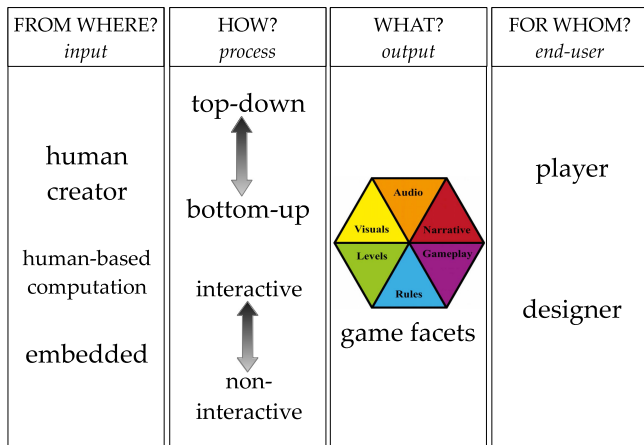 FROM WHERE?
input
human
creator
human-based
computation
embedded
HOW?
process
top-down
bottom-up
interactive
non-
interactive
WHAT?
output
Audio
Visuals
Narrative
Levels
Gameplay
Rules
game facets
FOR WHOM?
end-user
player
designer